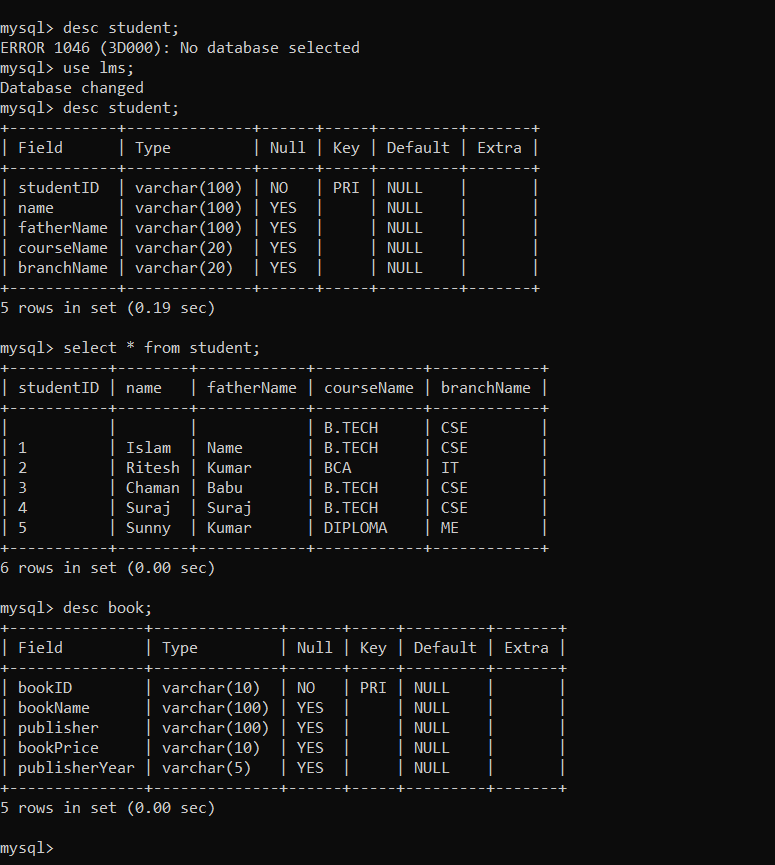 mysql> desc student;
ERROR 1046 (3D000): No database selected
mysql> use lms;
Database changed
mysql> desc student;
+------------+--------------+------+-----+---------+-------+
| Field      | Type         | Null | Key | Default | Extra |
+------------+--------------+------+-----+---------+-------+
| studentID  | varchar(100) | NO   | PRI | NULL    |       |
| name       | varchar(100) | YES  |     | NULL    |       |
| fatherName | varchar(100) | YES  |     | NULL    |       |
| courseName | varchar(20)  | YES  |     | NULL    |       |
| branchName | varchar(20)  | YES  |     | NULL    |       |
+------------+--------------+------+-----+---------+-------+
5 rows in set (0.19 sec)

mysql> select * from student;
+-----------+--------+------------+------------+------------+
| studentID | name   | fatherName | courseName | branchName |
+-----------+--------+------------+------------+------------+
|           |        |            | B.TECH     | CSE        |
| 1         | Islam  | Name       | B.TECH     | CSE        |
| 2         | Ritesh | Kumar      | BCA        | IT         |
| 3         | Chaman | Babu       | B.TECH     | CSE        |
| 4         | Suraj  | Suraj      | B.TECH     | CSE        |
| 5         | Sunny  | Kumar      | DIPLOMA    | ME         |
+-----------+--------+------------+------------+------------+
6 rows in set (0.00 sec)

mysql> desc book;
+---------------+--------------+------+-----+---------+-------+
| Field         | Type         | Null | Key | Default | Extra |
+---------------+--------------+------+-----+---------+-------+
| bookID        | varchar(10)  | NO   | PRI | NULL    |       |
| bookName      | varchar(100) | YES  |     | NULL    |       |
| publisher     | varchar(100) | YES  |     | NULL    |       |
| bookPrice     | varchar(10)  | YES  |     | NULL    |       |
| publisherYear | varchar(5)   | YES  |     | NULL    |       |
+---------------+--------------+------+-----+---------+-------+
5 rows in set (0.00 sec)

mysql>